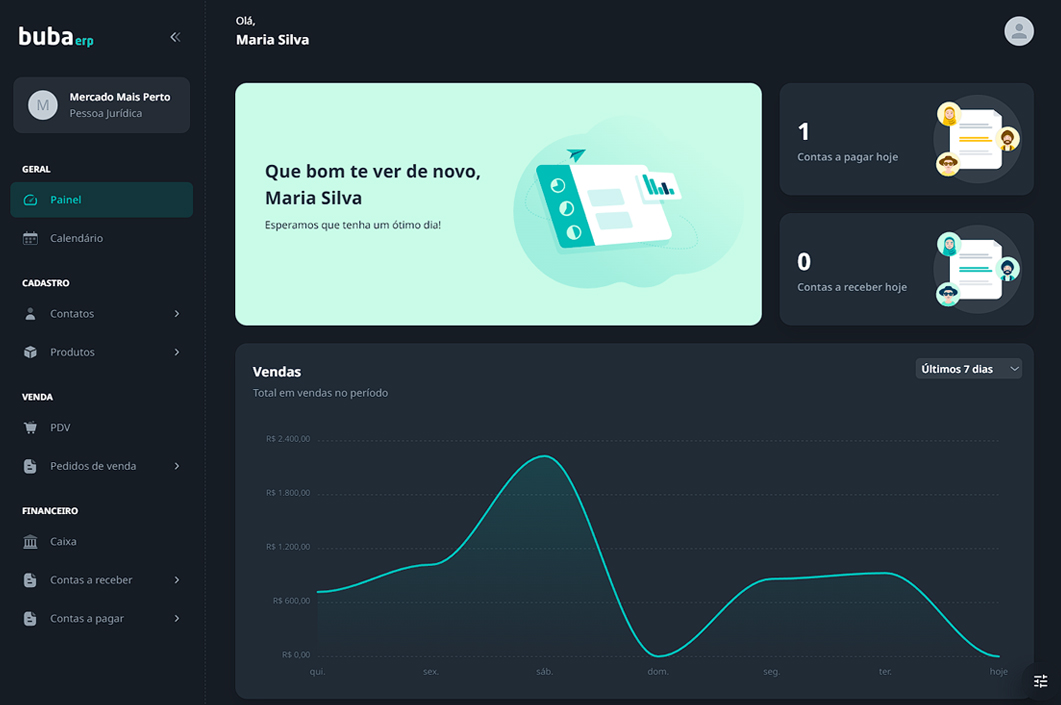 buba erp
Mercado Mais Perto
Pessoa Jurídica
GERAL
Painel
Calendário
CADASTRO
Contatos
Produtos
VENDA
PDV
Pedidos de venda
FINANCEIRO
Caixa
Contas a receber
Contas a pagar
Olá,
Maria Silva
Que bom te ver de novo,
Maria Silva
Esperamos que tenha um ótimo dia!
1
Contas a pagar hoje
0
Contas a receber hoje
Vendas
Total em vendas no período
Últimos 7 dias
R$ 2.400,00
R$ 1.800,00
R$ 1.200,00
R$ 600,00
R$ 0,00
qui.
sex.
sáb.
dom.
seg.
ter.
hoje
M